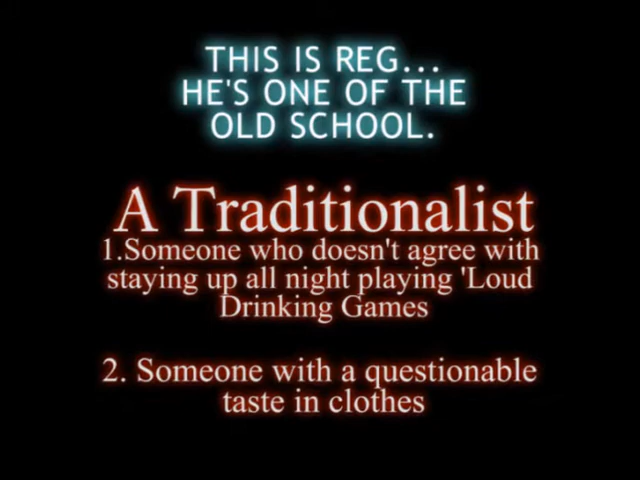 THIS IS REG...
HE'S ONE OF THE
OLD SCHOOL.
A Traditionalist
1.Someone who doesn't agree with
staying up all night playing 'Loud
Drinking Games
2. Someone with a questionable
taste in clothes